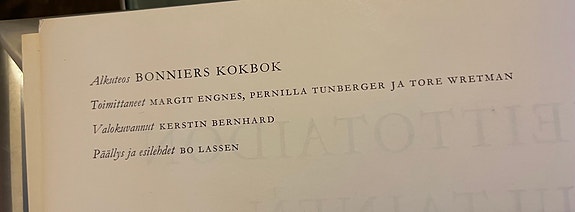 Alkuteos BONNIERS KOKBOK
Toimittaneet MARGIT ENGNES, PERNILLA TUNBERGER JA TORE WRETMAN
Valokuvannut KERSTIN BERNHARD
Päällys ja esilehdet BO LASSEN